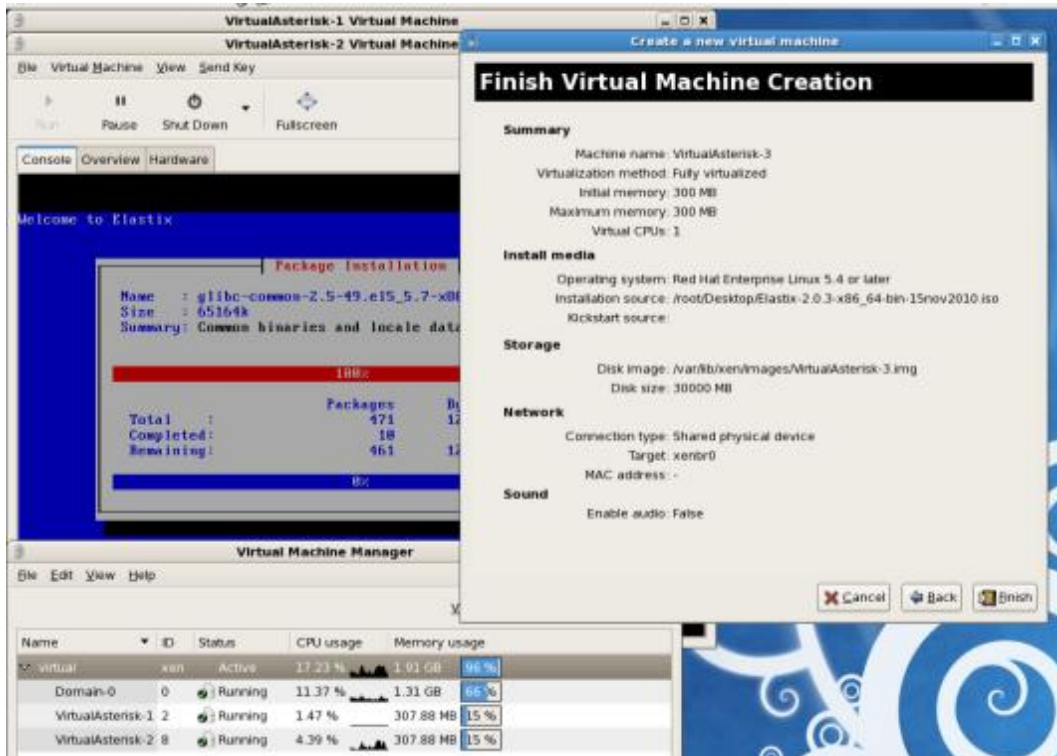 VirtualAsterisk-1 Virtual Machine
VirtualAsterisk-2 Virtual Machine
File Virtual Machine View Send Key
Run Pause Shut Down Fullscreen
Console Overview Hardware
Welcome to Elastix
Package Installation
Name : glibc-common-2.5-49.el5_5.7-x86
Size : 65164k
Summary: Common binaries and locale data
100%
Packages
Total : 471 12
Completed: 10
Remaining: 461 12
0%
Create a new virtual machine
Finish Virtual Machine Creation
Summary
Machine name: VirtualAsterisk-3
Virtualization method: Fully virtualized
Initial memory: 300 MB
Maximum memory: 300 MB
Virtual CPUs: 1
Install media
Operating system: Red Hat Enterprise Linux 5.4 or later
Installation source: /root/Desktop/Elastix-2.0.3-x86_64-bin-15nov2010.iso
Kickstart source:
Storage
Disk image: /var/lib/xen/images/VirtualAsterisk-3.img
Disk size: 30000 MB
Network
Connection type: Shared physical device
Target: xenbr0
MAC address: -
Sound
Enable audio: False
Cancel Back Finish
Virtual Machine Manager
File Edit View Help
Name ID Status CPU usage Memory usage
virtual xen Active 17.23 % 1.91 GB 96 %
Domain-0 0 Running 11.37 % 1.31 GB 66 %
VirtualAsterisk-1 2 Running 1.47 % 307.88 MB 15 %
VirtualAsterisk-2 8 Running 4.39 % 307.88 MB 15 %